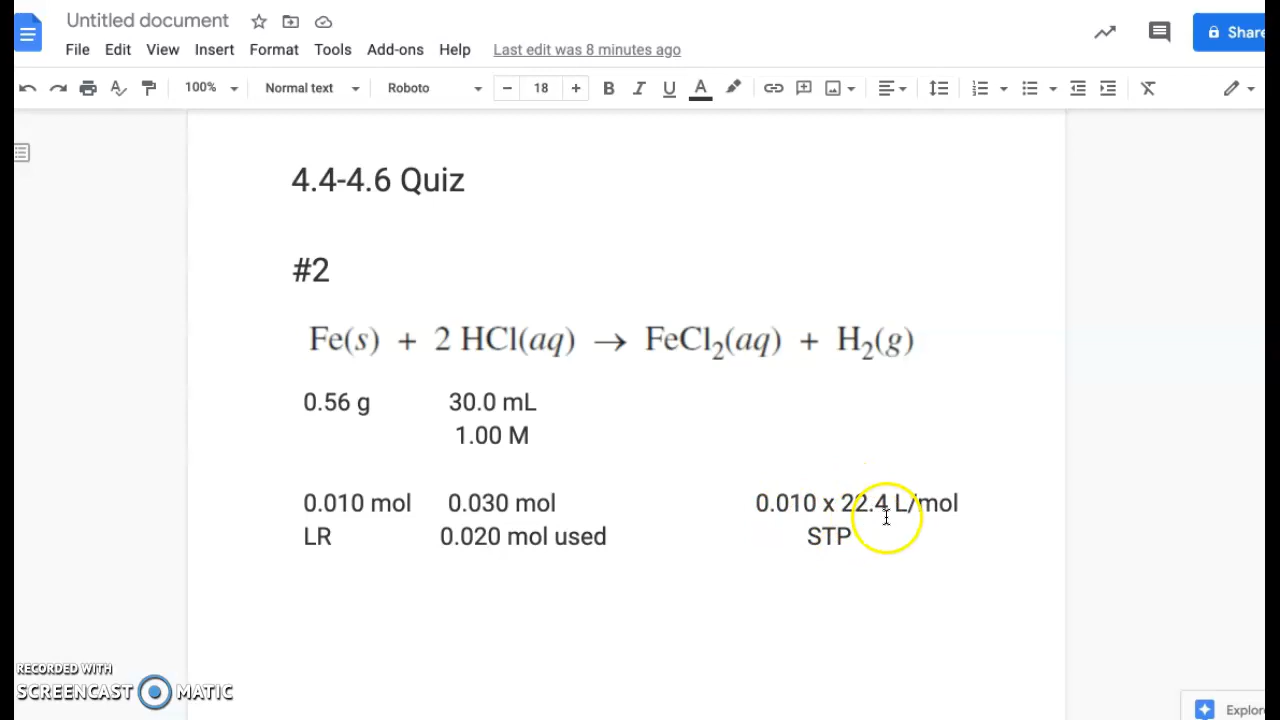 Untitled document
File Edit View Insert Format Tools Add-ons Help Last edit was 8 minutes ago
Share
100% Normal text Roboto − 18 + B I U A
4.4-4.6 Quiz
#2
Fe(s) + 2 HCl(aq) → FeCl₂(aq) + H₂(g)
0.56 g 30.0 mL
1.00 M
0.010 mol 0.030 mol 0.010 x 22.4 L/mol
LR 0.020 mol used STP
RECORDED WITH
SCREENCAST MATIC
Explor